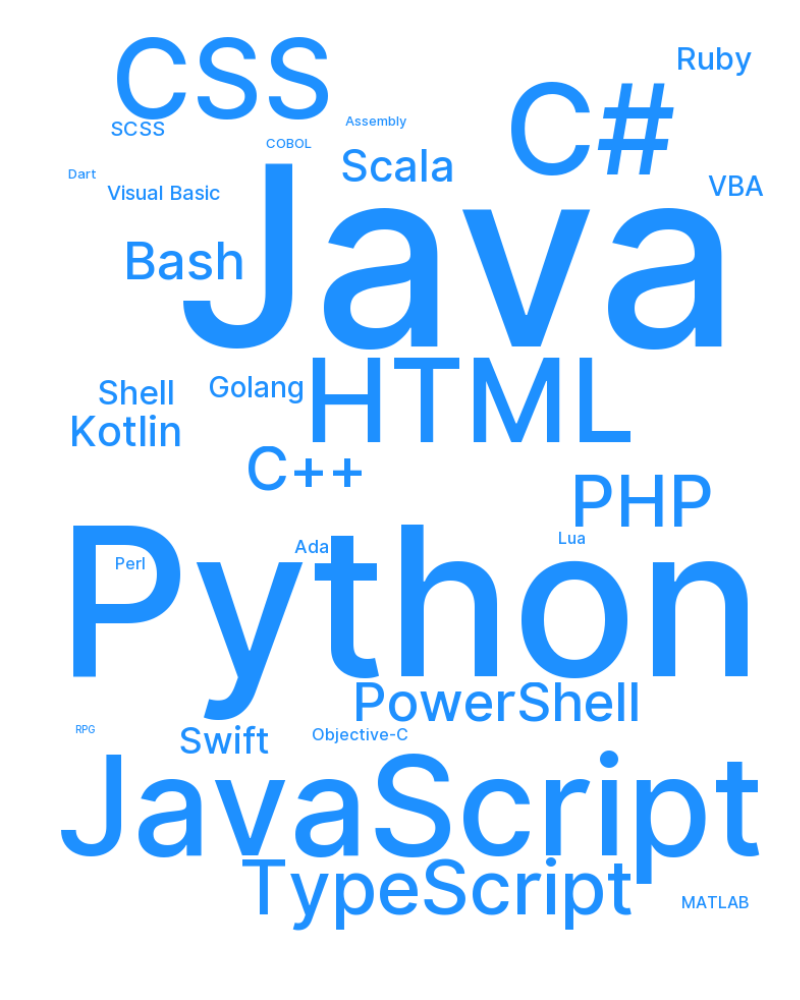 CSS
Ruby
C#
SCSS
Assembly
COBOL
Scala
Dart
Visual Basic
VBA
Java
Bash
HTML
Shell
Golang
Kotlin
C++
PHP
Python
Lua
Ada
Perl
PowerShell
RPG
Swift
Objective-C
JavaScript
TypeScript
MATLAB